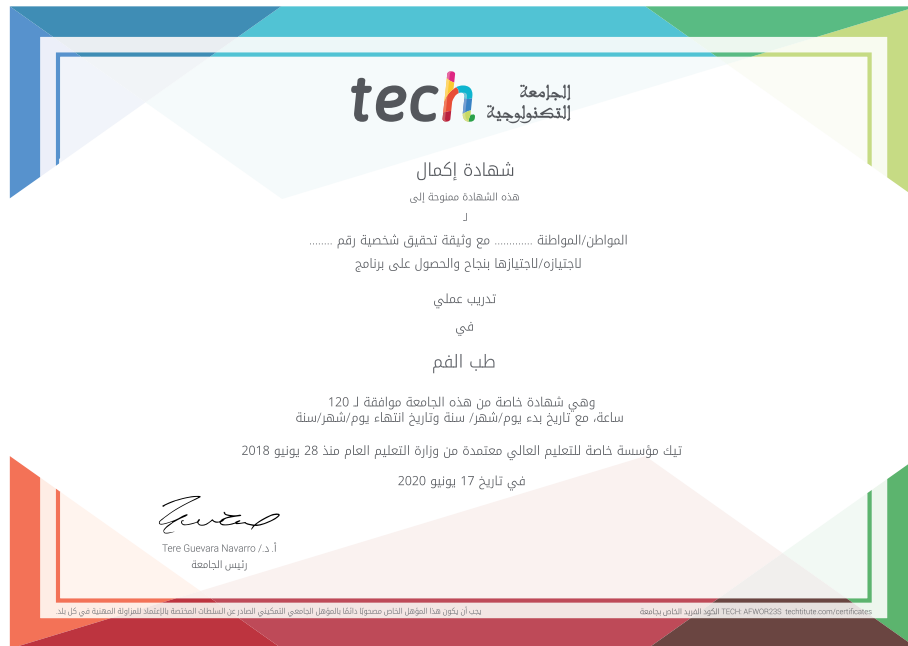 tech الجامعة
التكنولوجية
شهادة إكمال
هذه الشهادة ممنوحة إلى
لـ
المواطن/المواطنة ............. مع وثيقة تحقيق شخصية رقم ........
لاجتيازه/لاجتيازها بنجاح والحصول على برنامج
تدريب عملي
في
طب الفم
وهي شهادة خاصة من هذه الجامعة موافقة لـ 120
ساعة، مع تاريخ بدء يوم/شهر/ سنة وتاريخ انتهاء يوم/شهر/سنة
تيك مؤسسة خاصة للتعليم العالي معتمدة من وزارة التعليم العام منذ 28 يونيو 2018
في تاريخ 17 يونيو 2020
أ.د./ Tere Guevara Navarro
رئيس الجامعة
يجب أن يكون هذا المؤهل الخاص مصحوبًا دائمًا بالمؤهل الجامعي التمكيني الصادر عن السلطات المختصة بالإعتماد للمزاولة المهنية في كل بلد.
الكود الفريد الخاص بجامعة TECH: AFWOR23S techtitute.com/certificates